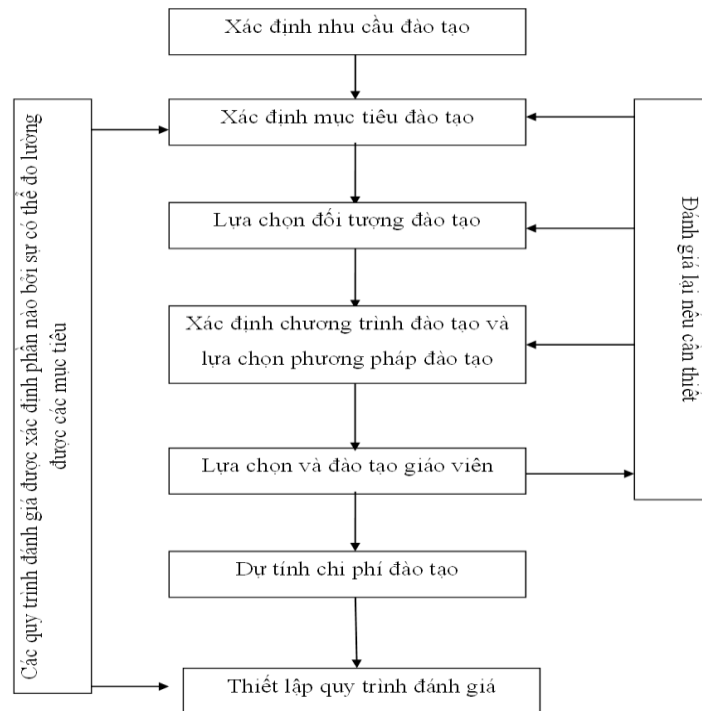 Xác định nhu cầu đào tạo
Các quy trình đánh giá được xác định phần nào bởi sự có thể đo lường
được các mục tiêu
Xác định mục tiêu đào tạo
Lựa chọn đối tượng đào tạo
Xác định chương trình đào tạo và
lựa chọn phương pháp đào tạo
Lựa chọn và đào tạo giáo viên
Dự tính chi phí đào tạo
Thiết lập quy trình đánh giá
Đánh giá lại nếu cần thiết